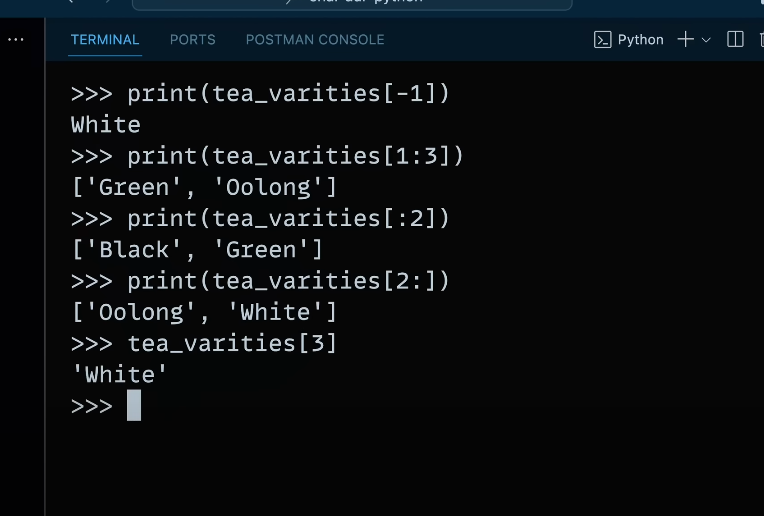 TERMINAL PORTS POSTMAN CONSOLE Python
>>> print(tea_varities[-1])
White
>>> print(tea_varities[1:3])
['Green', 'Oolong']
>>> print(tea_varities[:2])
['Black', 'Green']
>>> print(tea_varities[2:])
['Oolong', 'White']
>>> tea_varities[3]
'White'
>>>